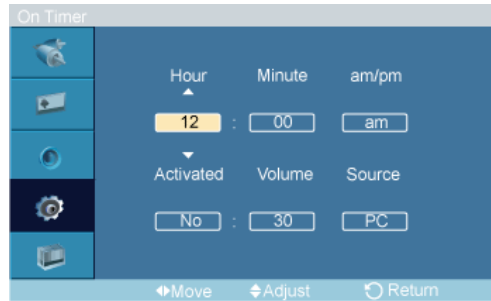 On Timer
Hour Minute am/pm
12 : 00 am
Activated Volume Source
No : 30 PC
Move Adjust Return